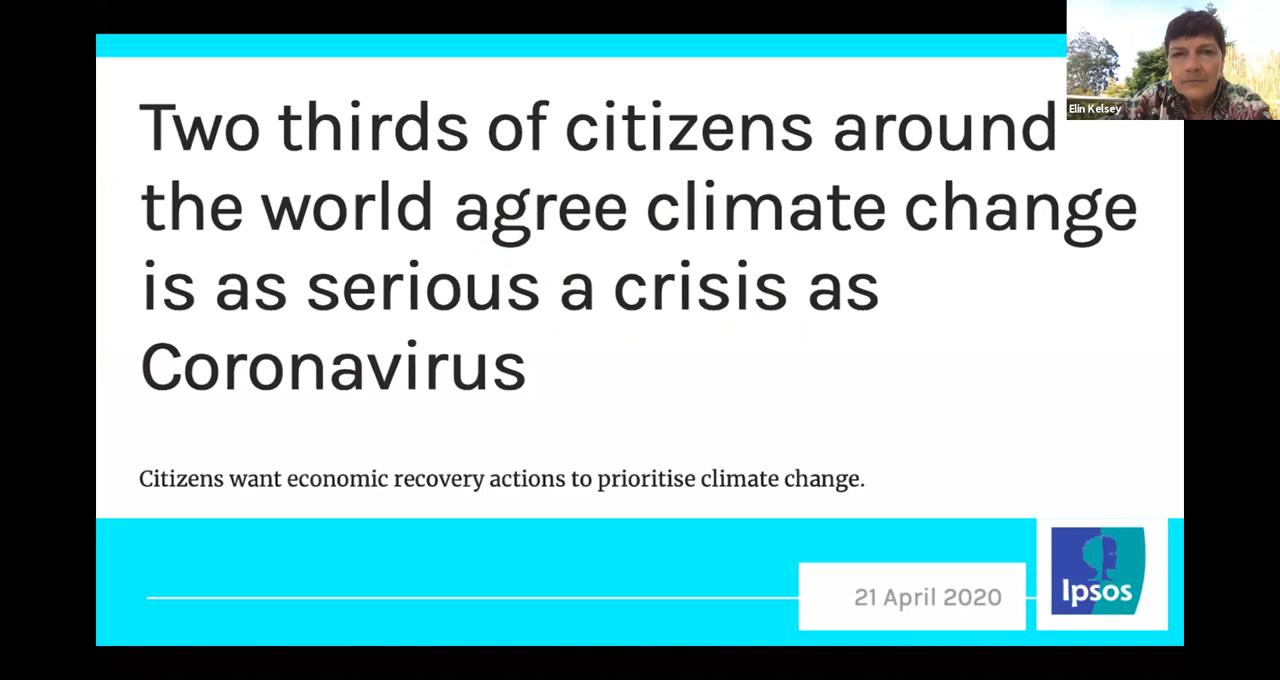 Elin Kelsey
Two thirds of citizens around
the world agree climate change
is as serious a crisis as
Coronavirus
Citizens want economic recovery actions to prioritise climate change.
21 April 2020
Ipsos